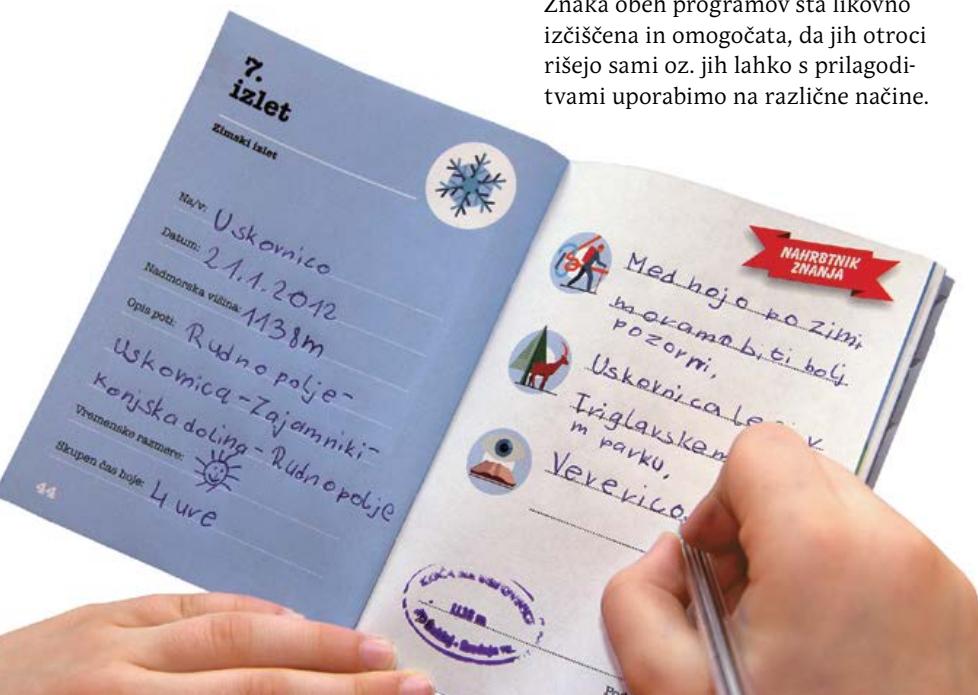 Znaka obeh programov sta likovno
izčiščena in omogočata, da jih otroci
rišejo sami oz. jih lahko s prilagodi-
tvami uporabimo na različne načine.
7.
izlet
Zimski izlet
Na/v: Uskovnico
Datum: 21.1.2012
Nadmorska višina: 1138m
Opis poti: Rudno polje-
Uskovnica-Zajamniki-
Konjska dolina-Rudno polje
Vremenske razmere:
Skupen čas hoje: 4 ure
44
NAHRBTNIK
ZNANJA
Med hojo po zimi
moramo biti bolj
pozorni.
Uskovnica v
Triglavskem
m parku.
Veverico
KOČA NA USKOVNICI